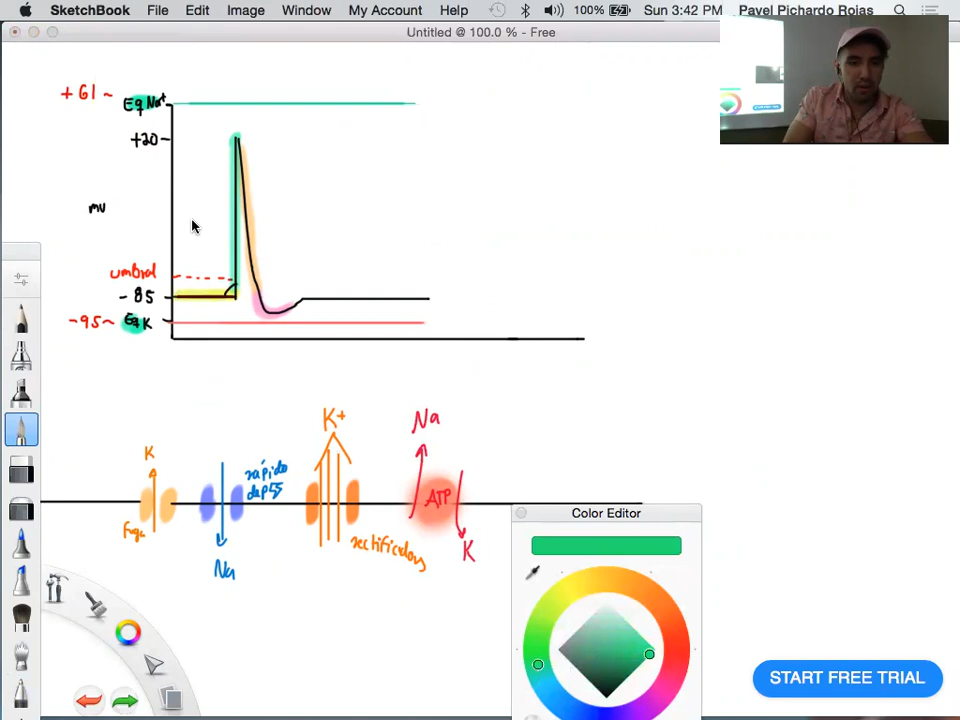 SketchBook File Edit Image Window My Account Help 100% Sun 3:42 PM Pavel Pichardo Rojas
Untitled @ 100.0 % - Free
+61 ~ Eq Na+
+20
mv
umbral
-85
-95~ Eq K
K
Fuga
rápido
Na
K+
rectificadores
Na
ATP
K
Color Editor
START FREE TRIAL